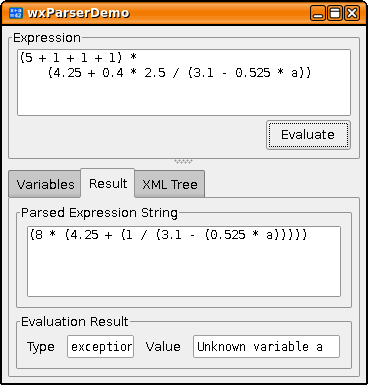 wxParserDemo
Expression
(5 + 1 + 1 + 1) *
(4.25 + 0.4 * 2.5 / (3.1 - 0.525 * a))
Evaluate
Variables Result XML Tree
Parsed Expression String
(8 * (4.25 + (1 / (3.1 - (0.525 * a)))))
Evaluation Result
Type exception Value Unknown variable a